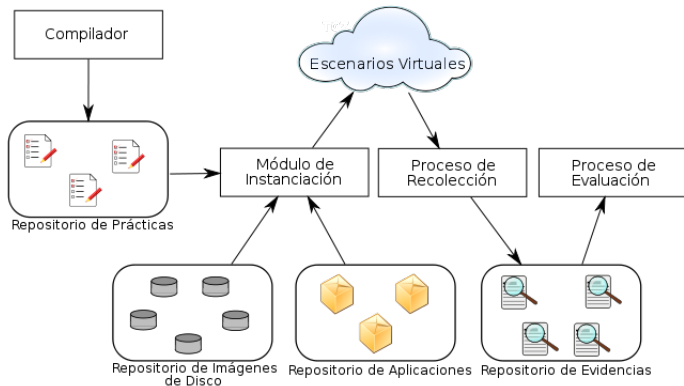 Compilador
Escenarios Virtuales
Módulo de
Instanciación
Proceso de
Recolección
Proceso de
Evaluación
Repositorio de Prácticas
Repositorio de Imágenes
de Disco
Repositorio de Aplicaciones
Repositorio de Evidencias